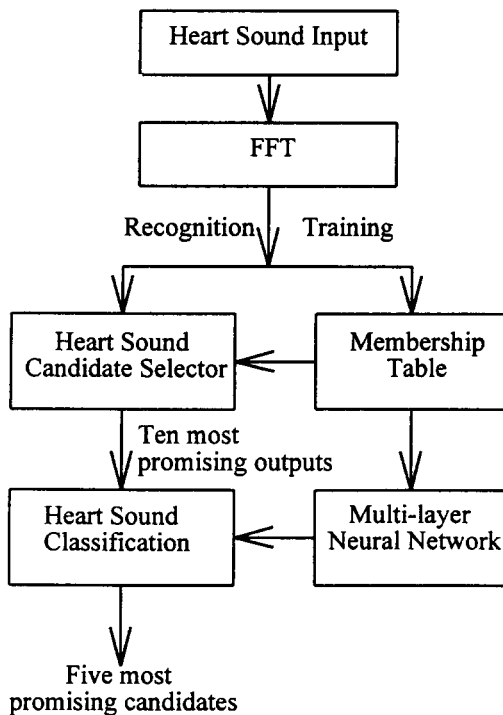 Heart Sound Input
FFT
Recognition
Training
Heart Sound
Candidate Selector
Membership
Table
Ten most
promising outputs
Heart Sound
Classification
Multi-layer
Neural Network
Five most
promising candidates